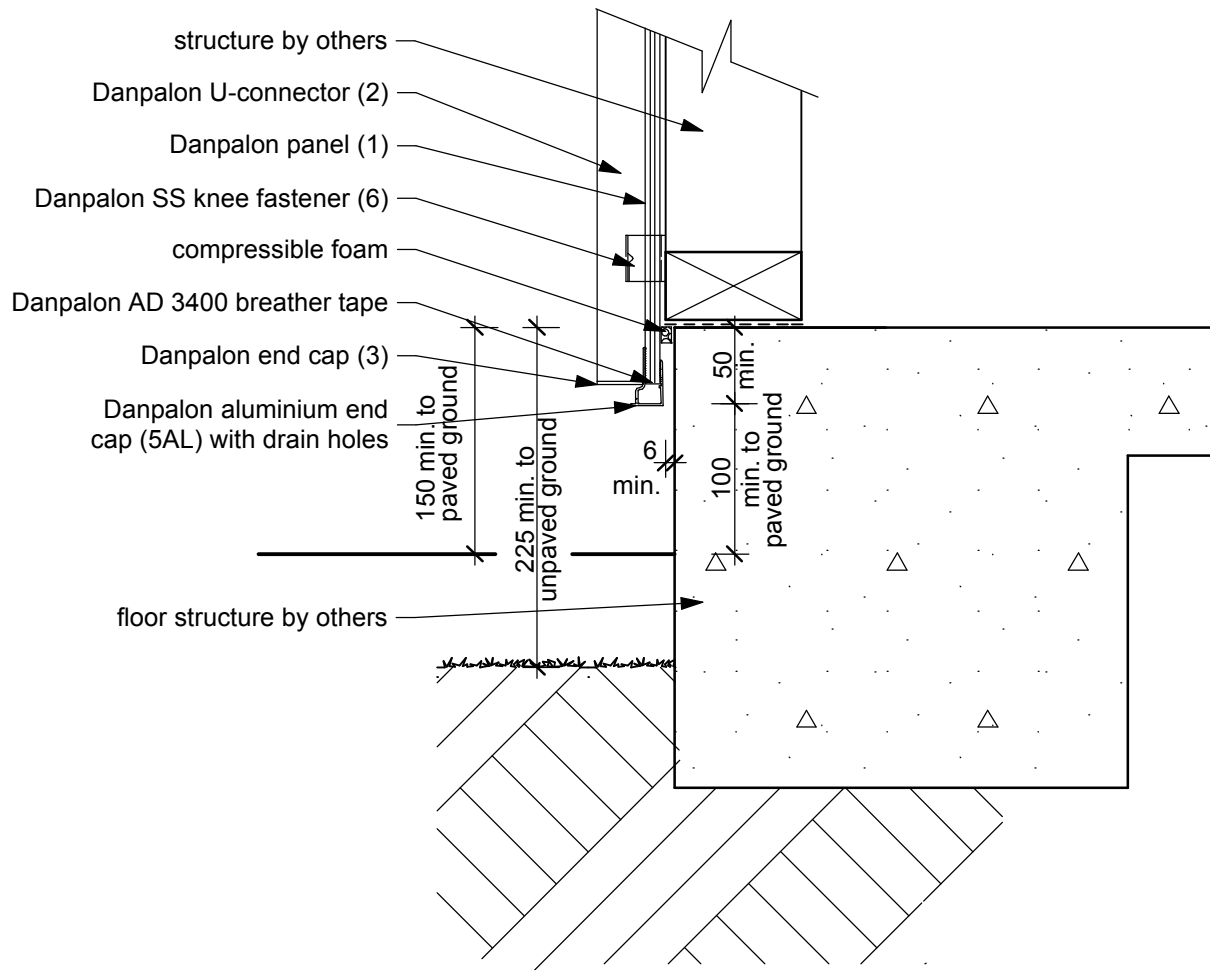 structure by others
Danpalon U-connector (2)
Danpalon panel (1)
Danpalon SS knee fastener (6)
compressible foam
Danpalon AD 3400 breather tape
Danpalon end cap (3)
Danpalon aluminium end
cap (5AL) with drain holes
150 min. to
paved ground
225 min. to
unpaved ground
6
min.
50
min.
100
min. to
paved ground
floor structure by others